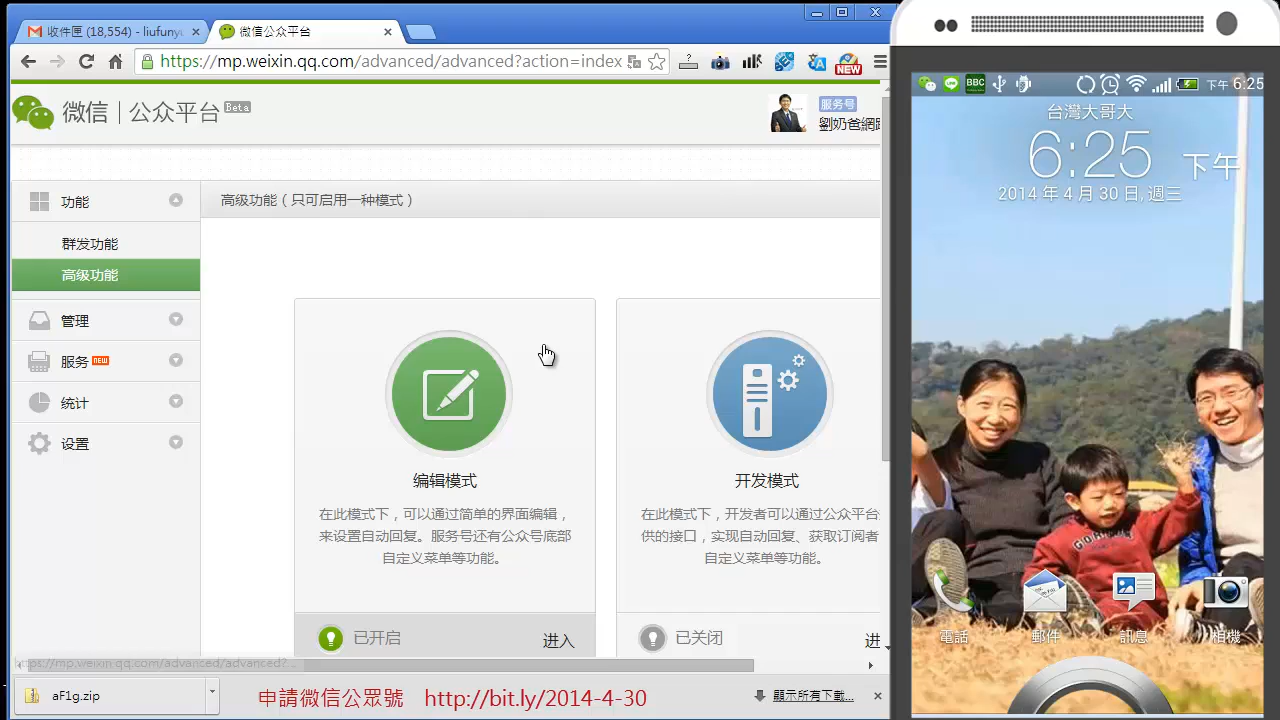 收件匣 (18,554) - liufuny
微信公众平台
https://mp.weixin.qq.com/advanced/advanced?action=index
NEW
微信 | 公众平台 Beta
服务号
劉奶爸網路
功能
高级功能 ( 只可启用一种模式 )
群发功能
高级功能
管理
服务 NEW
统计
设置
编辑模式
在此模式下，可以通过简单的界面编辑，
来设置自动回复。服务号还有公众号底部
自定义菜单等功能。
已开启
进入
开发模式
在此模式下，开发者可以通过公众平台
供的接口，实现自动回复、获取订阅者
自定义菜单等功能。
已关闭
进
https://mp.weixin.qq.com/advanced/advanced?...
aF1g.zip
申請微信公眾號 http://bit.ly/2014-4-30
顯示所有下載...
BBC
下午 6:25
台灣大哥大
6:25 下午
2014 年 4 月 30 日, 週三
電話
郵件
訊息
相機